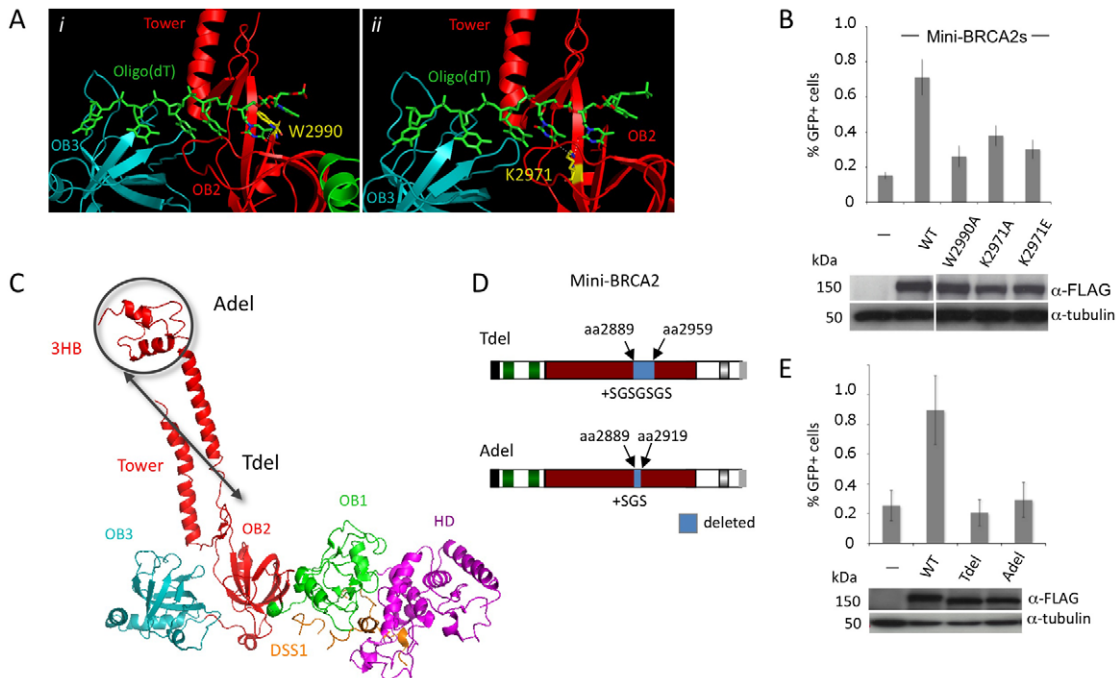 A
i
Tower
Oligo(dT)
W2990
OB3
OB2
ii
Tower
Oligo(dT)
OB2
K2971
OB3
B
Mini-BRCA2s
% GFP+ cells
0.8
0.6
0.4
0.2
0
—
WT
W2990A
K2971A
K2971E
kDa
150
α-FLAG
50
α-tubulin
C
Adel
3HB
Tower
Tdel
OB3
OB2
OB1
HD
DSS1
D
Mini-BRCA2
Tdel
aa2889 aa2959
+SGSGSGS
Adel
aa2889 aa2919
+SGS
deleted
E
% GFP+ cells
1.0
0.8
0.6
0.4
0.2
0
—
WT
Tdel
Adel
kDa
150
α-FLAG
50
α-tubulin